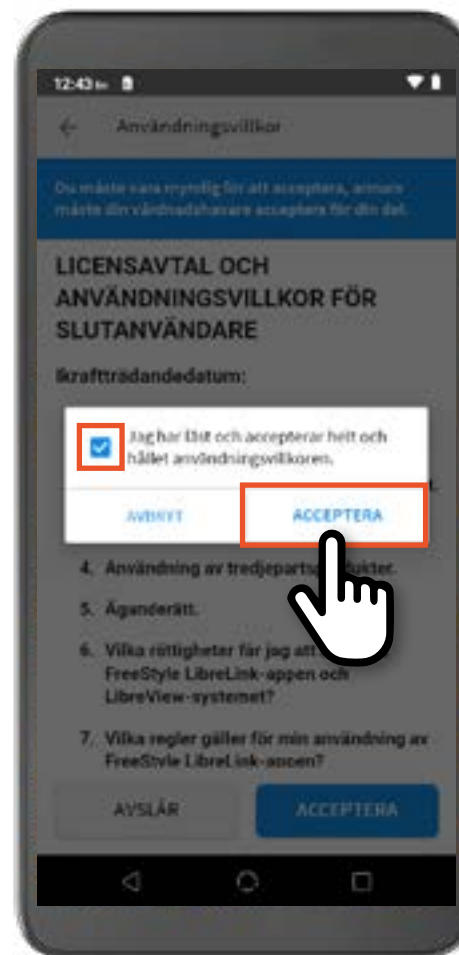 12:43
Användningsvillkor
Du måste vara myndig för att acceptera, annars
måste din vårdnadshavare acceptera för din del.
LICENSAVTAL OCH
ANVÄNDNINGSVILLKOR FÖR
SLUTANVÄNDARE
Ikraftträdandedatum:
Jag har läst och accepterar helt och
hållet användningsvillkoren.
AVBRYT ACCEPTERA
4. Användning av
5. Äganderätt.
6. Vilka rättigheter får jag att
FreeStyle LibreLink-appen och
LibreView-systemet?
7. Vilka regler gäller för min användning av
FreeStyle LibreLink-appen?
AVSLÅR ACCEPTERA